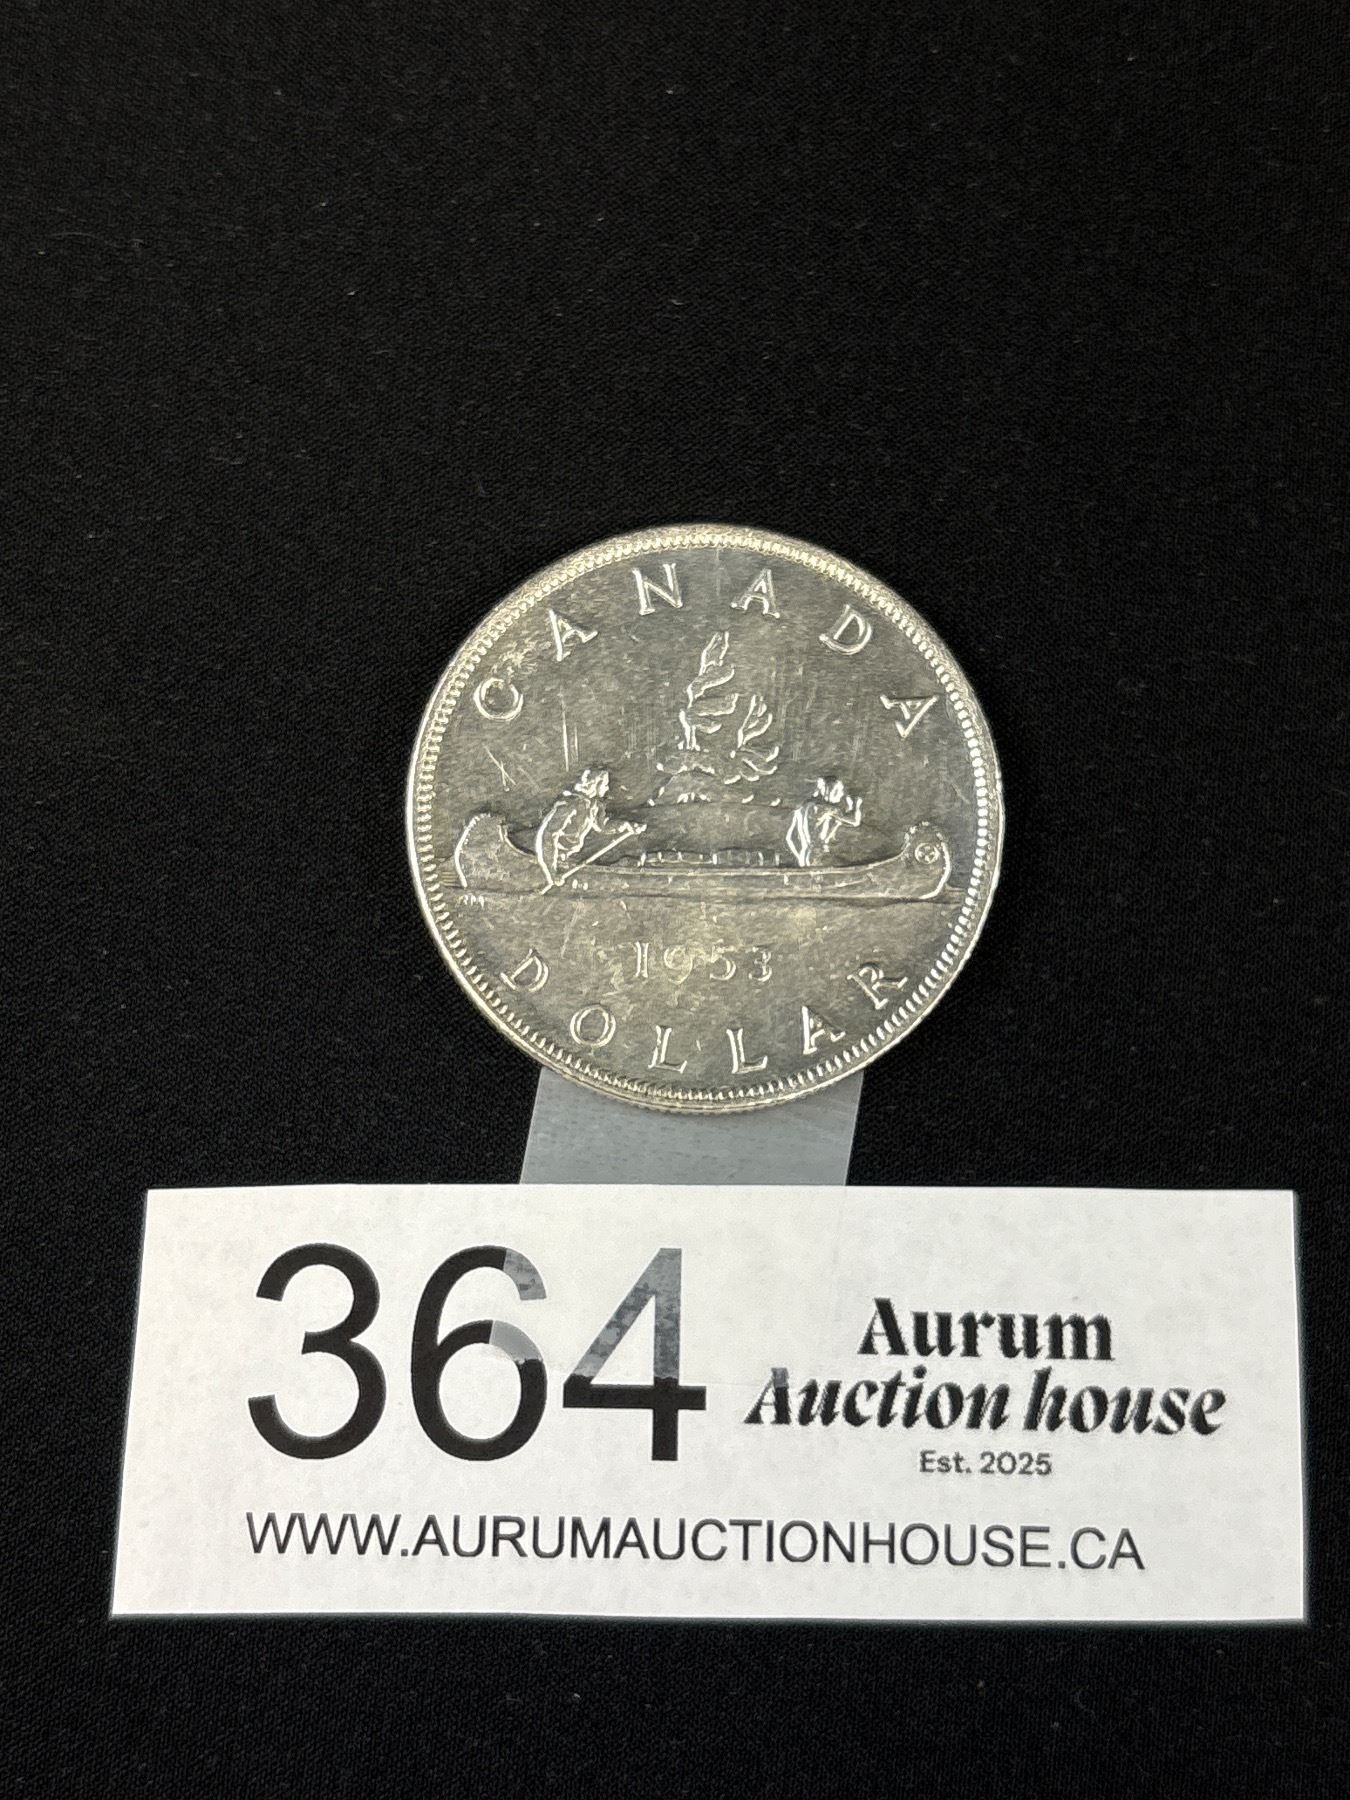 CANADA
1953
DOLLAR
364
Aurum
Auction house
Est. 2025
WWW.AURUMAUCTIONHOUSE.CA